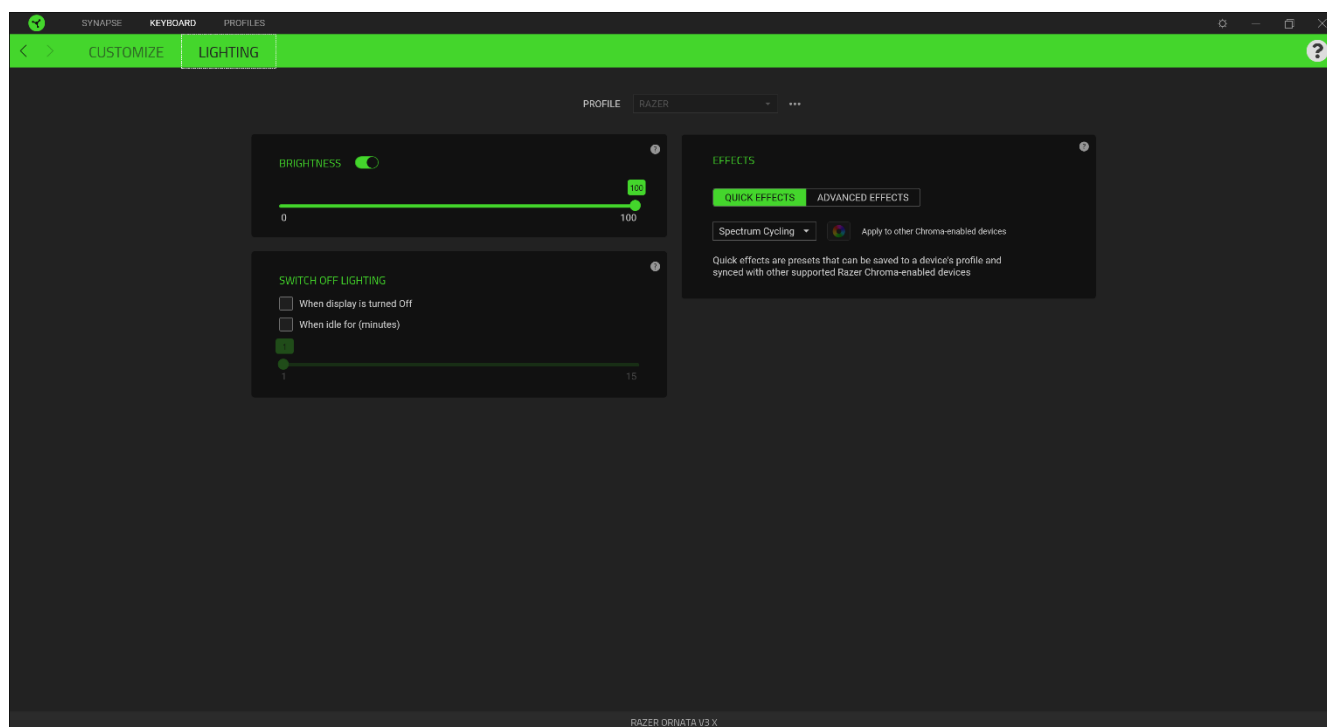 SYNAPSE KEYBOARD PROFILES
CUSTOMIZE LIGHTING
?
PROFILE RAZER
BRIGHTNESS
?
100
0 100
SWITCH OFF LIGHTING
?
When display is turned Off
When idle for (minutes)
1
1 15
EFFECTS
?
QUICK EFFECTS ADVANCED EFFECTS
Spectrum Cycling Apply to other Chroma-enabled devices
Quick effects are presets that can be saved to a device's profile and
synced with other supported Razer Chroma-enabled devices
RAZER ORNATA V3 X